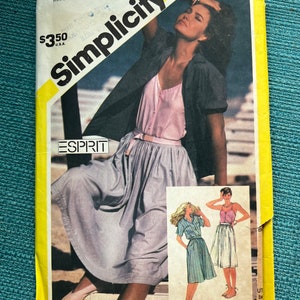 $3.50
U.S.A.
Simplicity
ESPRIT